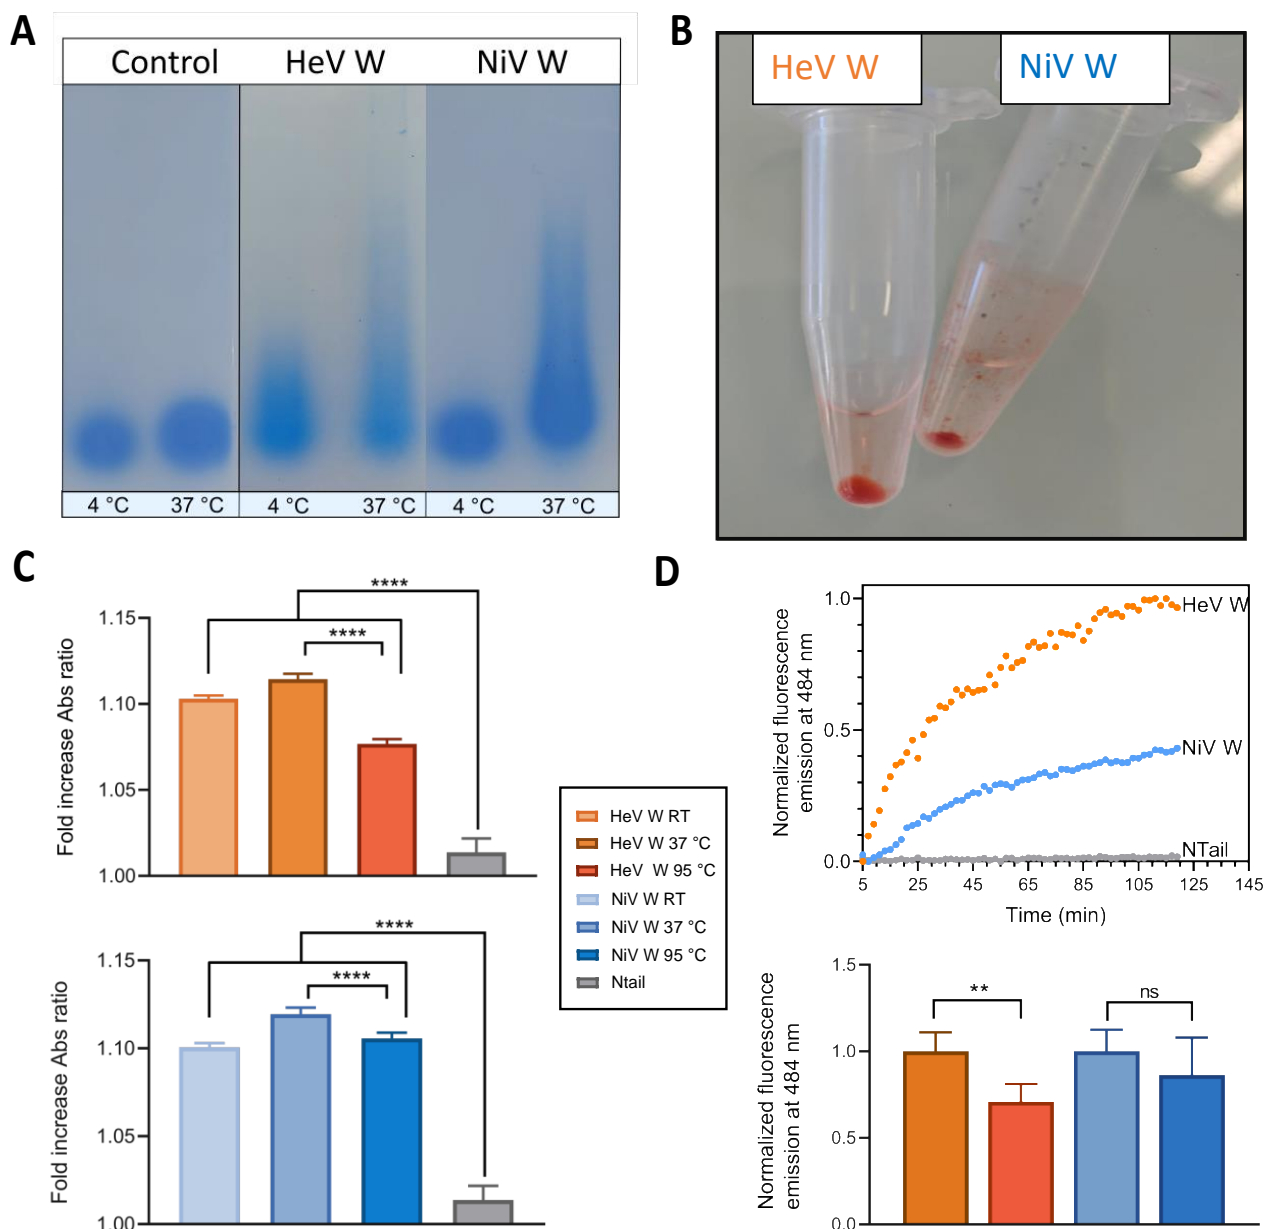 A
Control HeV W NiV W
4 °C 37 °C 4 °C 37 °C 4 °C 37 °C
B
HeV W NiV W
C
Fold increase Abs ratio
1.15
1.10
1.05
1.00
****
****
Fold increase Abs ratio
1.15
1.10
1.05
1.00
****
****
HeV W RT
HeV W 37 °C
HeV W 95 °C
NiV W RT
NiV W 37 °C
NiV W 95 °C
Ntail
D
Normalized fluorescence
emission at 484 nm
1.0
0.5
0.0
HeV W
NiV W
NTail
5 25 45 65 85 105 125 145
Time (min)
Normalized fluorescence
emission at 484 nm
1.5
1.0
0.5
0.0
** ns